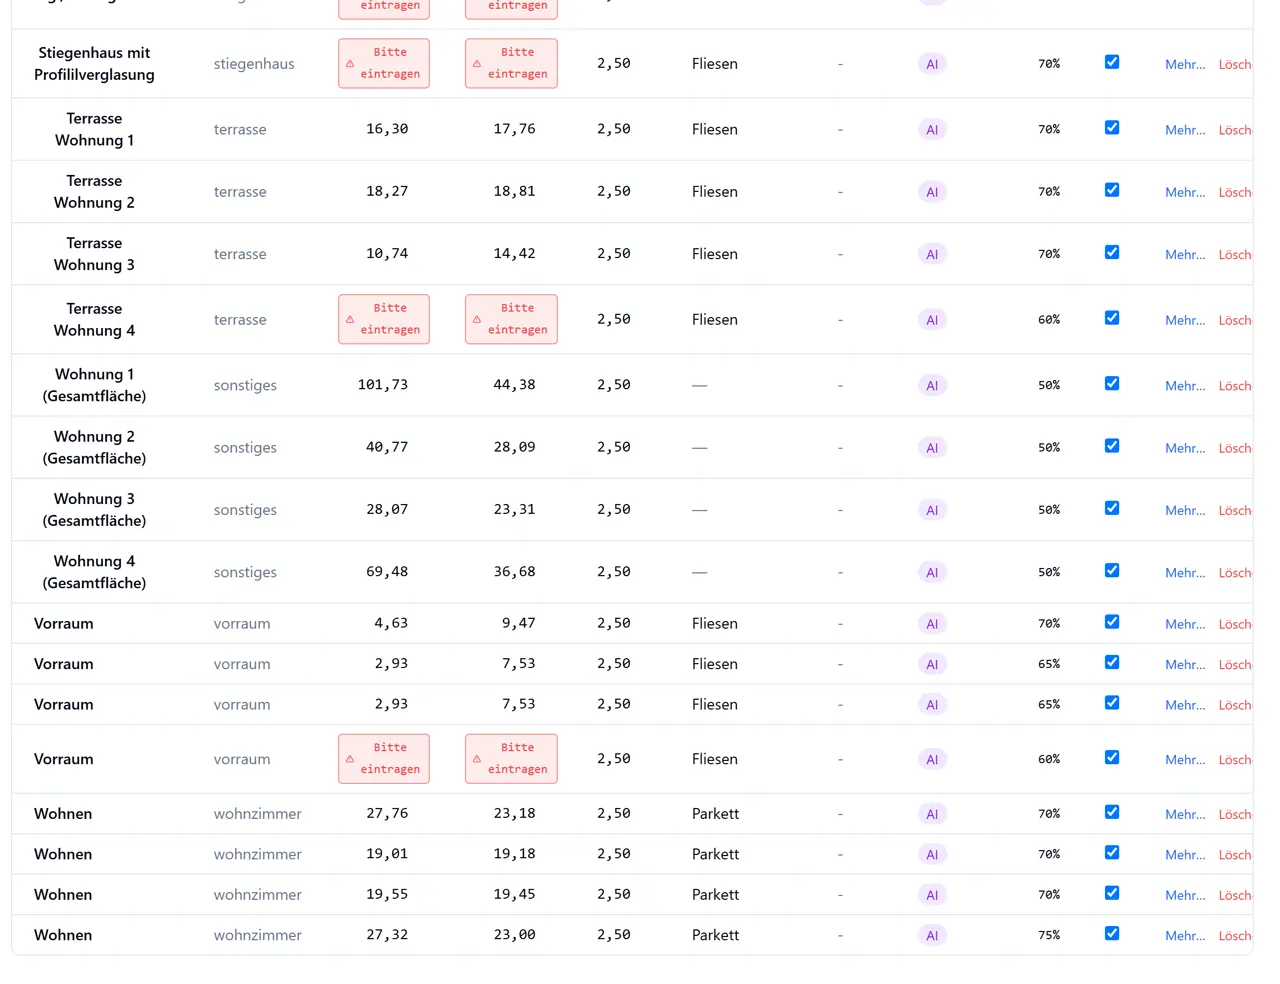 eintragen eintragen
Stiegenhaus mit Profililverglasung stiegenhaus ⚠ Bitte eintragen ⚠ Bitte eintragen 2,50 Fliesen - AI 70% Mehr... Lösch
Terrasse Wohnung 1 terrasse 16,30 17,76 2,50 Fliesen - AI 70% Mehr... Lösch
Terrasse Wohnung 2 terrasse 18,27 18,81 2,50 Fliesen - AI 70% Mehr... Lösch
Terrasse Wohnung 3 terrasse 10,74 14,42 2,50 Fliesen - AI 70% Mehr... Lösch
Terrasse Wohnung 4 terrasse ⚠ Bitte eintragen ⚠ Bitte eintragen 2,50 Fliesen - AI 60% Mehr... Lösch
Wohnung 1 (Gesamtfläche) sonstiges 101,73 44,38 2,50 — - AI 50% Mehr... Lösch
Wohnung 2 (Gesamtfläche) sonstiges 40,77 28,09 2,50 — - AI 50% Mehr... Lösch
Wohnung 3 (Gesamtfläche) sonstiges 28,07 23,31 2,50 — - AI 50% Mehr... Lösch
Wohnung 4 (Gesamtfläche) sonstiges 69,48 36,68 2,50 — - AI 50% Mehr... Lösch
Vorraum vorraum 4,63 9,47 2,50 Fliesen - AI 70% Mehr... Lösch
Vorraum vorraum 2,93 7,53 2,50 Fliesen - AI 65% Mehr... Lösch
Vorraum vorraum 2,93 7,53 2,50 Fliesen - AI 65% Mehr... Lösch
Vorraum vorraum ⚠ Bitte eintragen ⚠ Bitte eintragen 2,50 Fliesen - AI 60% Mehr... Lösch
Wohnen wohnzimmer 27,76 23,18 2,50 Parkett - AI 70% Mehr... Lösch
Wohnen wohnzimmer 19,01 19,18 2,50 Parkett - AI 70% Mehr... Lösch
Wohnen wohnzimmer 19,55 19,45 2,50 Parkett - AI 70% Mehr... Lösch
Wohnen wohnzimmer 27,32 23,00 2,50 Parkett - AI 75% Mehr... Lösch